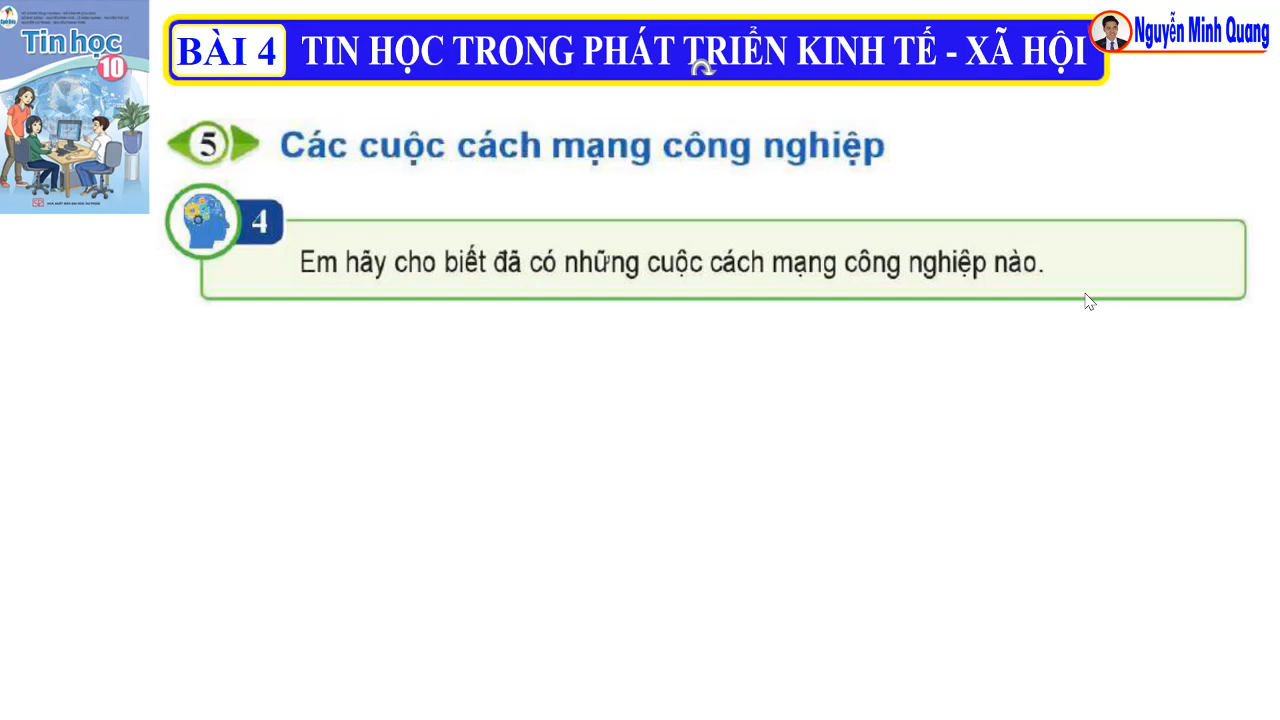 Tin học
10
BÀI 4 TIN HỌC TRONG PHÁT TRIỂN KINH TẾ - XÃ HỘI
Nguyễn Minh Quang
5 Các cuộc cách mạng công nghiệp
4
Em hãy cho biết đã có những cuộc cách mạng công nghiệp nào.